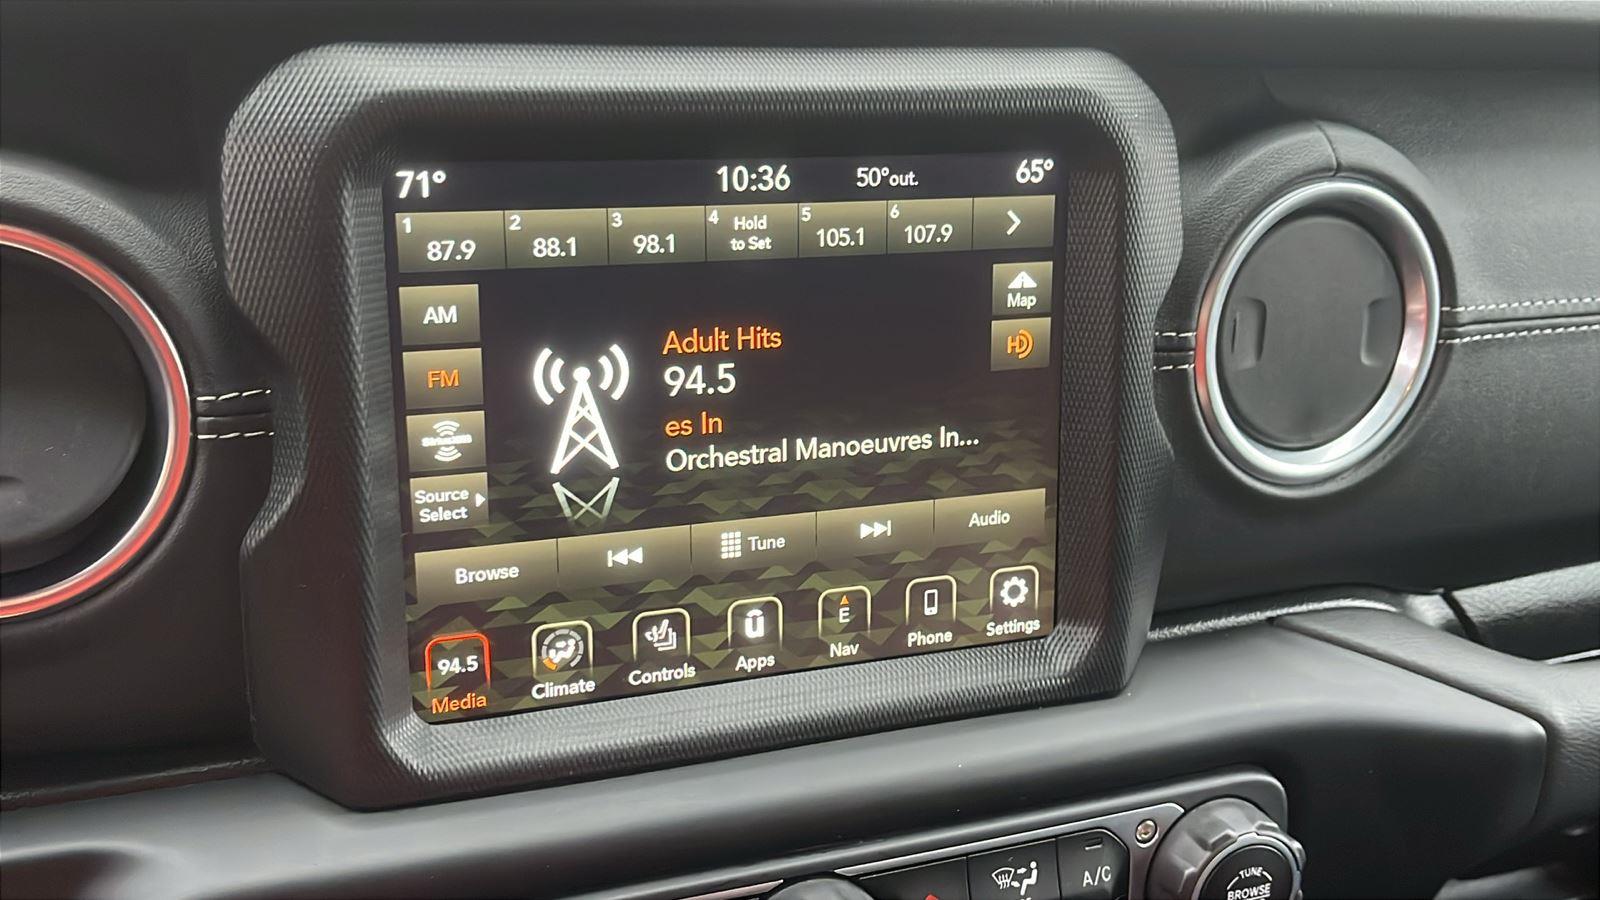 71° 10:36 50°out. 65°
1 87.9 2 88.1 3 98.1 4 Hold to Set 5 105.1 6 107.9
AM
Map
FM
HD
Adult Hits
94.5
es In
Orchestral Manoeuvres In...
SiriusXM
Source
Select
Browse Tune Audio
94.5 E
Media Climate Controls Apps Nav Phone Settings
A/C
TUNE
BROWSE